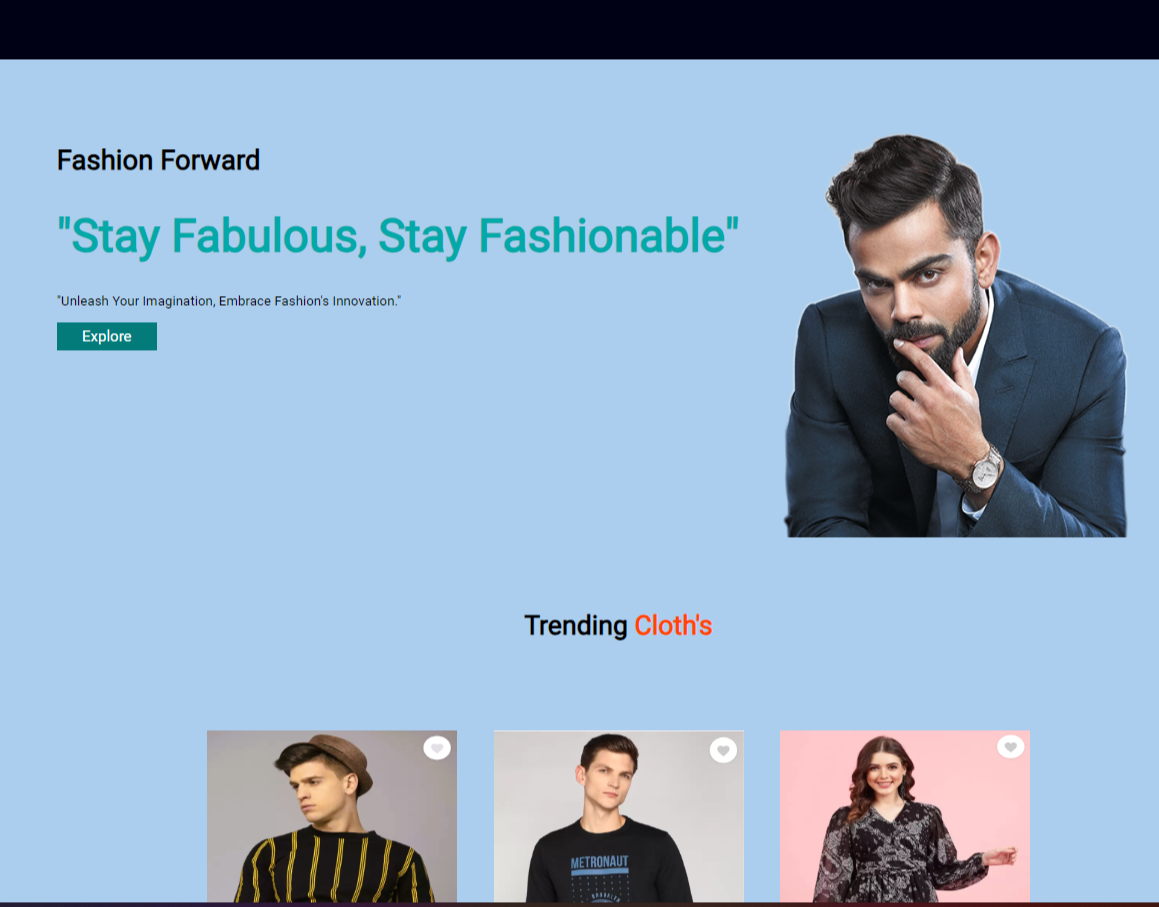 Fashion Forward
"Stay Fabulous, Stay Fashionable"
"Unleash Your Imagination, Embrace Fashion's Innovation."
Explore
Trending Cloth's
METRONAUT